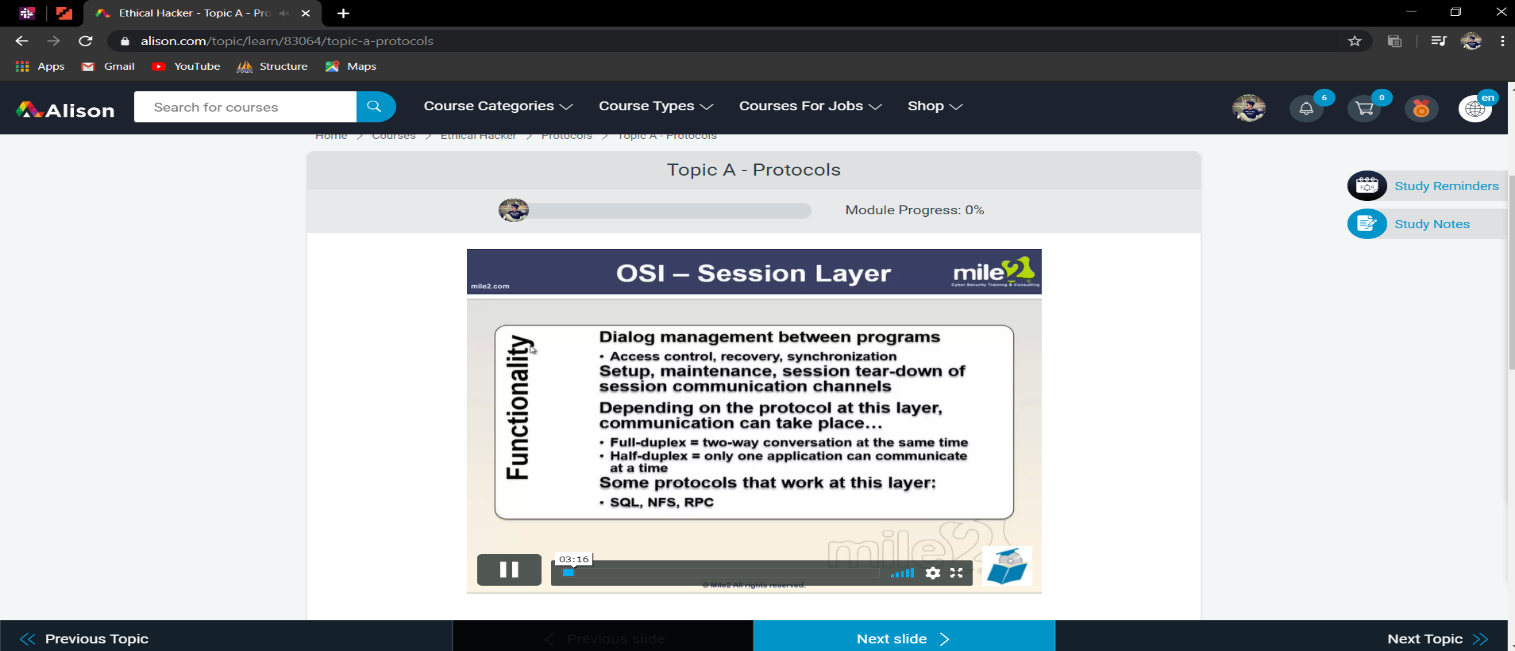 Ethical Hacker - Topic A - Pro
alison.com/topic/learn/83064/topic-a-protocols
Apps Gmail YouTube Structure Maps
Alison Search for courses Course Categories Course Types Courses For Jobs Shop 6 0 en
Home > Courses > Ethical Hacker > Protocols > Topic A - Protocols
Topic A - Protocols
Module Progress: 0%
Study Reminders
Study Notes
OSI – Session Layer
mile2.com
mile2
Cyber Security Training & Consulting
Functionality
Dialog management between programs
• Access control, recovery, synchronization
Setup, maintenance, session tear-down of
session communication channels
Depending on the protocol at this layer,
communication can take place...
• Full-duplex = two-way conversation at the same time
• Half-duplex = only one application can communicate
at a time
Some protocols that work at this layer:
• SQL, NFS, RPC
mile2
03:16
© Mile2 All rights reserved.
Previous Topic Previous slide Next slide Next Topic